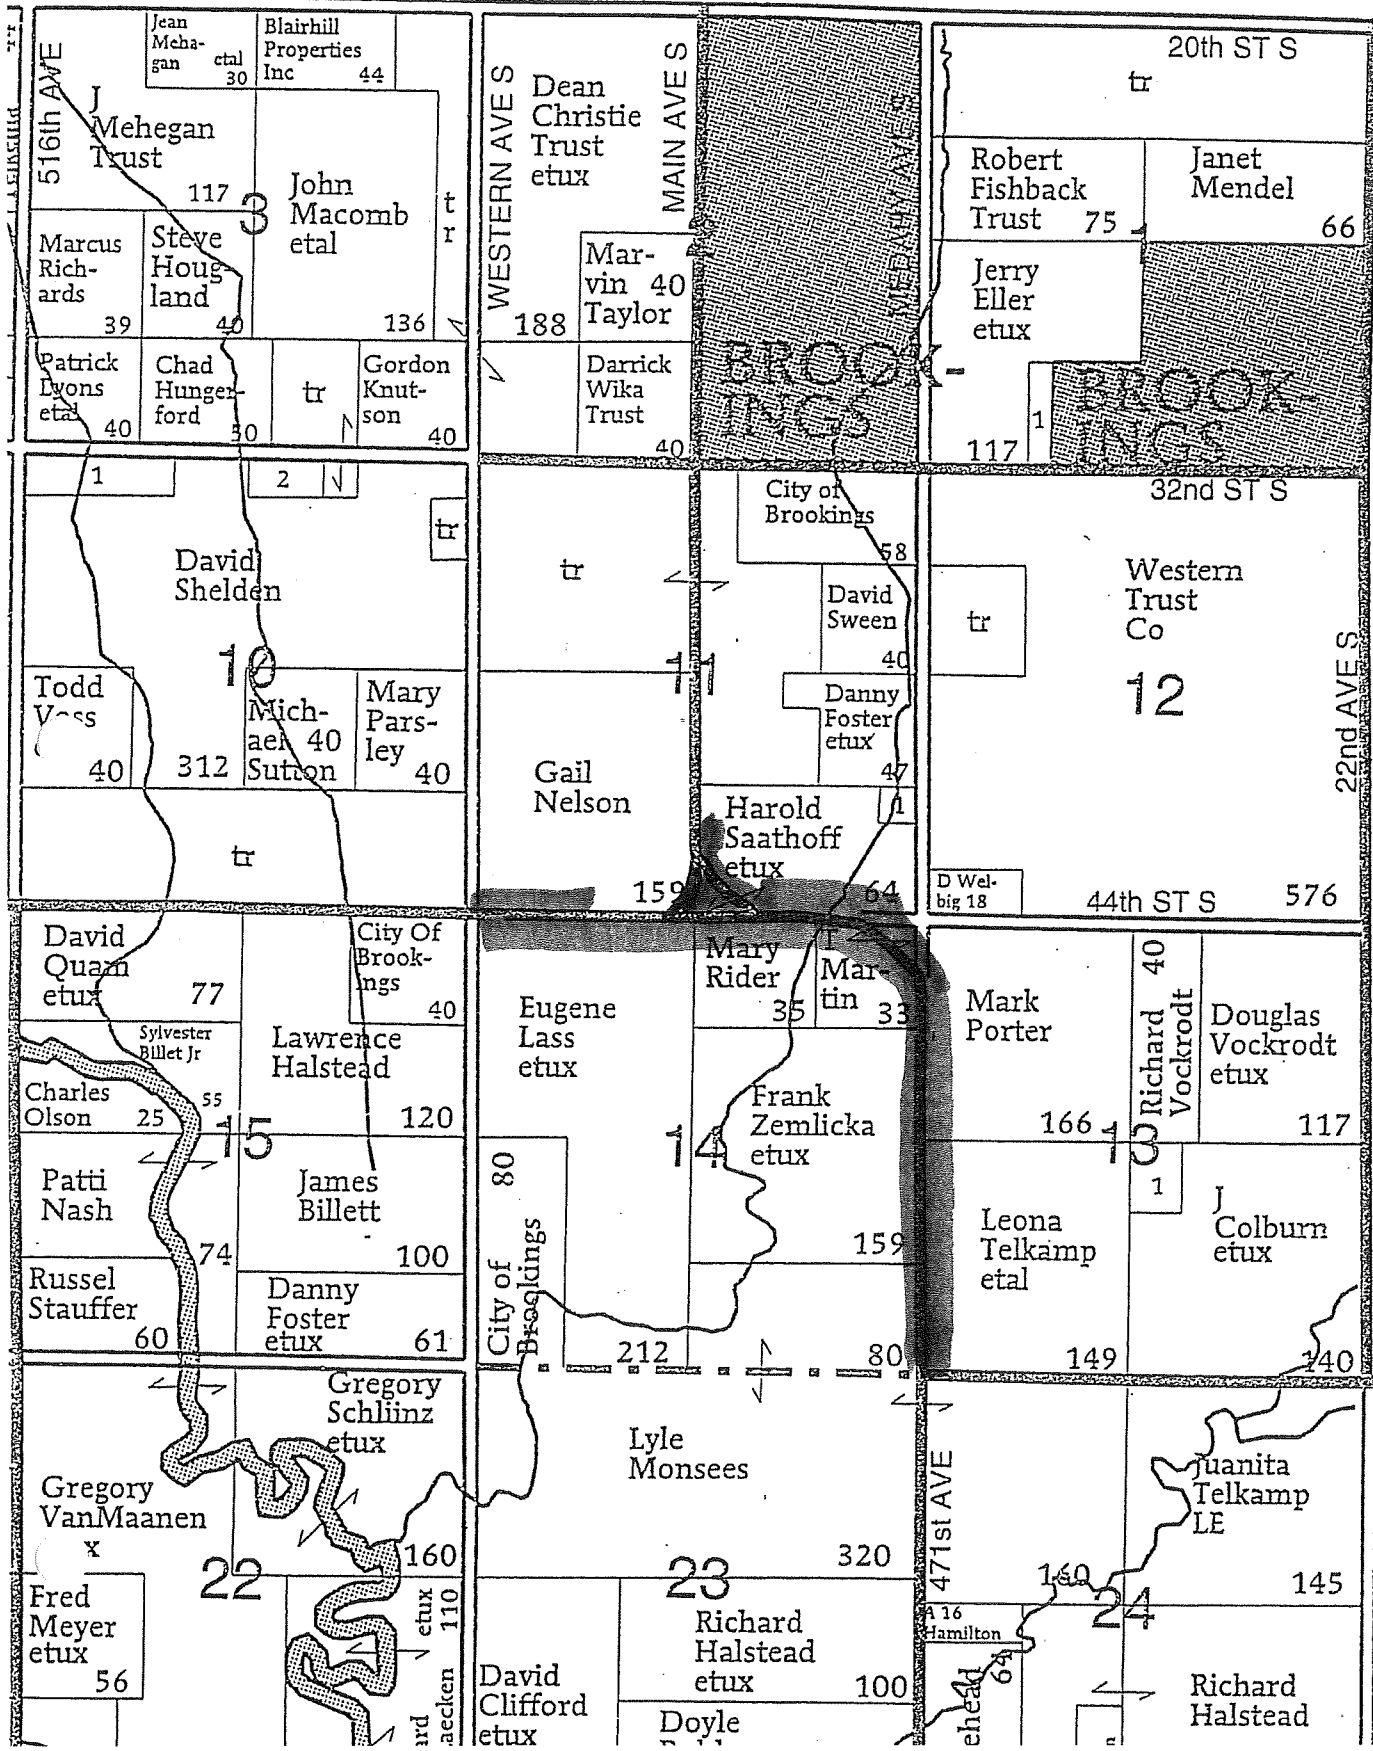 516th AVE
Jean
Meha-
gan
etal
30
Blairhill
Properties
Inc
44
J
Mehegan
Trust
117
3
John
Macomb
etal
136
t
r
Marcus
Rich-
ards
39
Steve
Houg-
land
40
Patrick
Lyons
etal
40
Chad
Hunger-
ford
50
tr
Gordon
Knut-
son
40
WESTERN AVE S
Dean
Christie
Trust
etux
188
MAIN AVE S
Mar-
vin 40
Taylor
Darrick
Wika
Trust
40
MEDARY AVE S
BROOK-
INGS
20th ST S
tr
Robert
Fishback
Trust 75
Janet
Mendel
66
Jerry
Eller
etux
117
1
1
BROOK-
INGS
1
2
tr
David
Shelden
10
Todd
Voss
40
312
Mich-
ael 40
Sutton
Mary
Pars-
ley
40
tr
tr
11
Gail
Nelson
159
City of
Brookings
58
David
Sween
40
Danny
Foster
etux
47
Harold
Saathoff
etux
64
1
32nd ST S
tr
Western
Trust
Co
12
22nd AVE S
D Wel-
big 18
44th ST S
576
David
Quam
etux
77
City Of
Brook-
ngs
40
Sylvester
Billet Jr
55
Lawrence
Halstead
120
Charles
Olson
25
15
Patti
Nash
74
James
Billett
100
Russel
Stauffer
60
Danny
Foster
etux
61
Eugene
Lass
etux
212
Mary
Rider
35
T
Mar-
tin
33
Frank
Zemlicka
etux
159
14
City of
Brookings
80
80
Mark
Porter
166
Richard
Vockrodt
40
Douglas
Vockrodt
etux
117
13
1
Leona
Telkamp
etal
149
J
Colburn
etux
140
Gregory
Schliinz
etux
160
Gregory
VanMaanen
x
22
Fred
Meyer
etux
56
etux
110
aecken
Lyle
Monsees
320
23
Richard
Halstead
etux
100
David
Clifford
etux
Doyle
471st AVE
Juanita
Telkamp
LE
160
145
24
A 16
Hamilton
64
ehead
Richard
Halstead